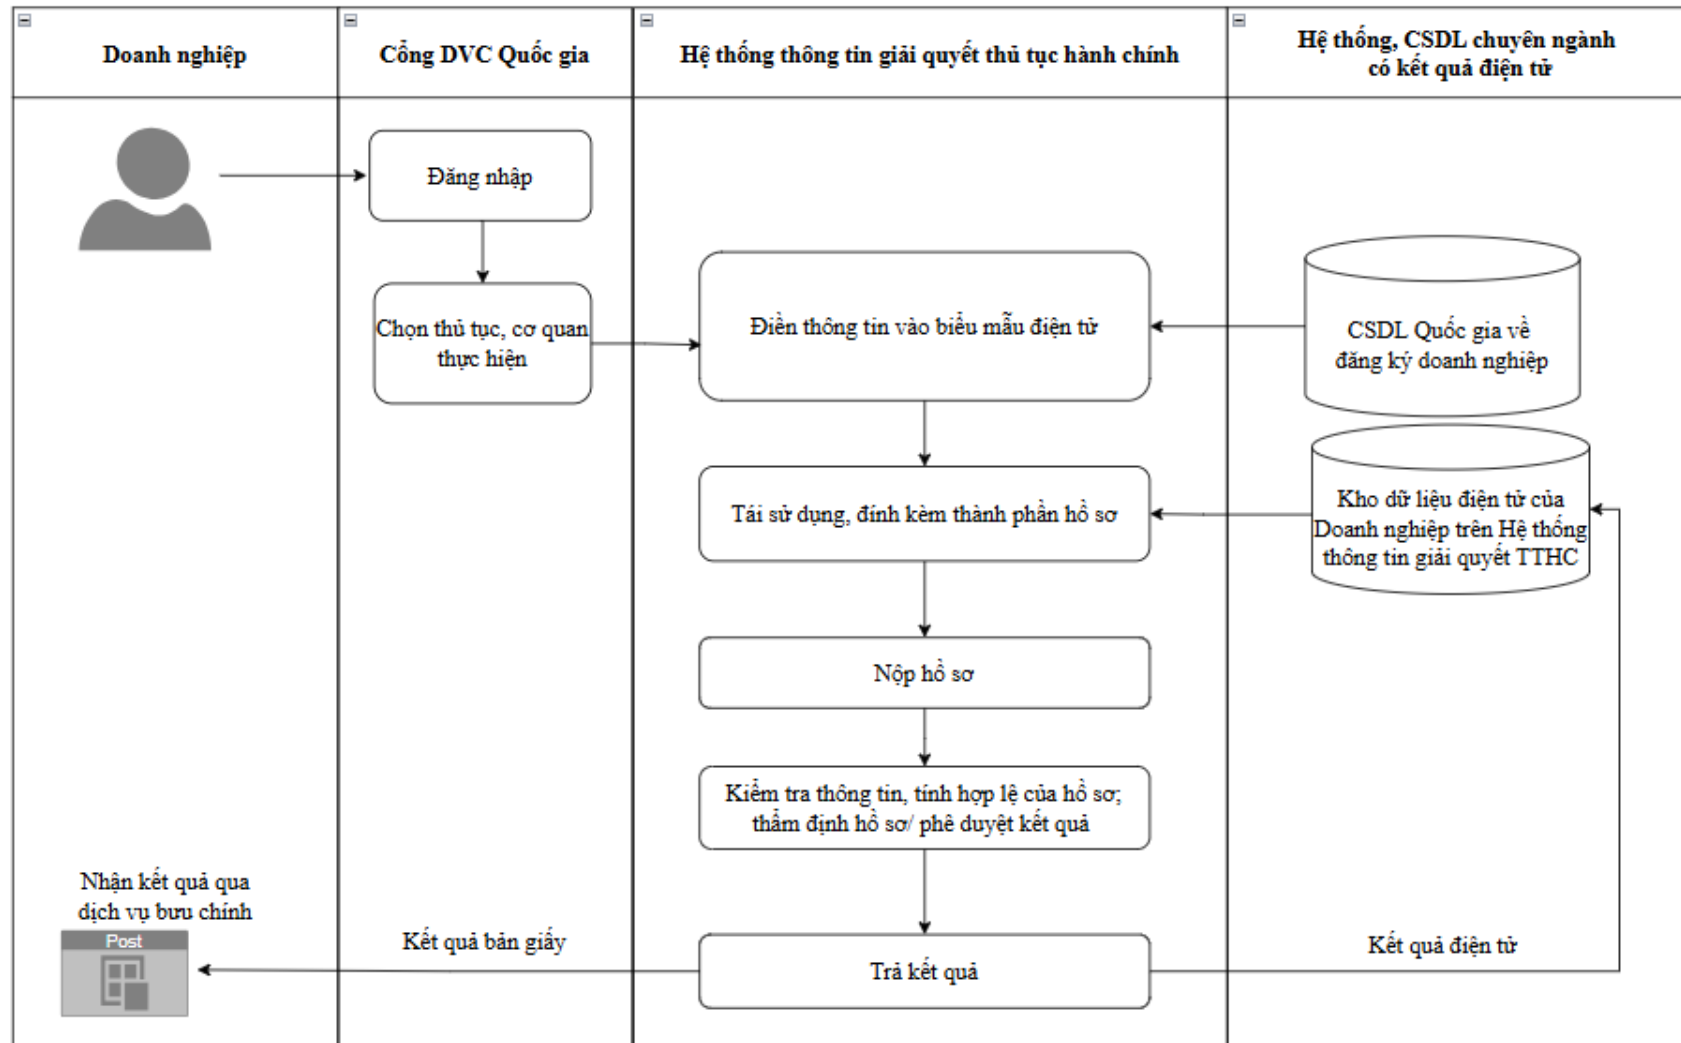 Doanh nghiệp
Cổng DVC Quốc gia
Hệ thống thông tin giải quyết thủ tục hành chính
Hệ thống, CSDL chuyên ngành
có kết quả điện tử
Đăng nhập
Chọn thủ tục, cơ quan
thực hiện
Điền thông tin vào biểu mẫu điện tử
CSDL Quốc gia về
đăng ký doanh nghiệp
Tái sử dụng, đính kèm thành phần hồ sơ
Kho dữ liệu điện tử của
Doanh nghiệp trên Hệ thống
thông tin giải quyết TTHC
Nộp hồ sơ
Kiểm tra thông tin, tính hợp lệ của hồ sơ;
thẩm định hồ sơ/ phê duyệt kết quả
Nhận kết quả qua
dịch vụ bưu chính
Post
Kết quả bản giấy
Trả kết quả
Kết quả điện tử